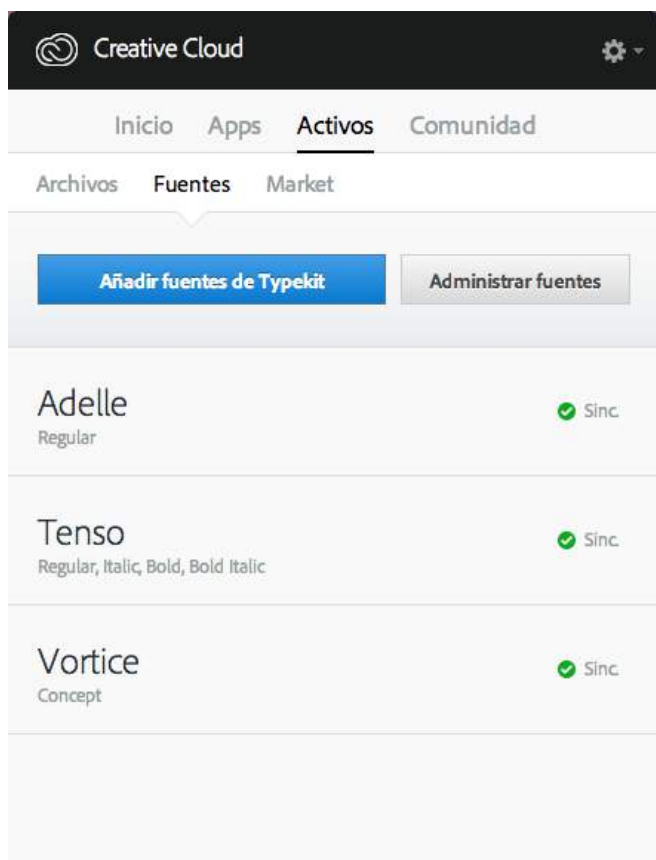 Creative Cloud
Inicio Apps Activos Comunidad
Archivos Fuentes Market
Añadir fuentes de Typekit Administrar fuentes
Adelle
Regular
Sinc.
Tenso
Regular, Italic, Bold, Bold Italic
Sinc.
Vortice
Concept
Sinc.